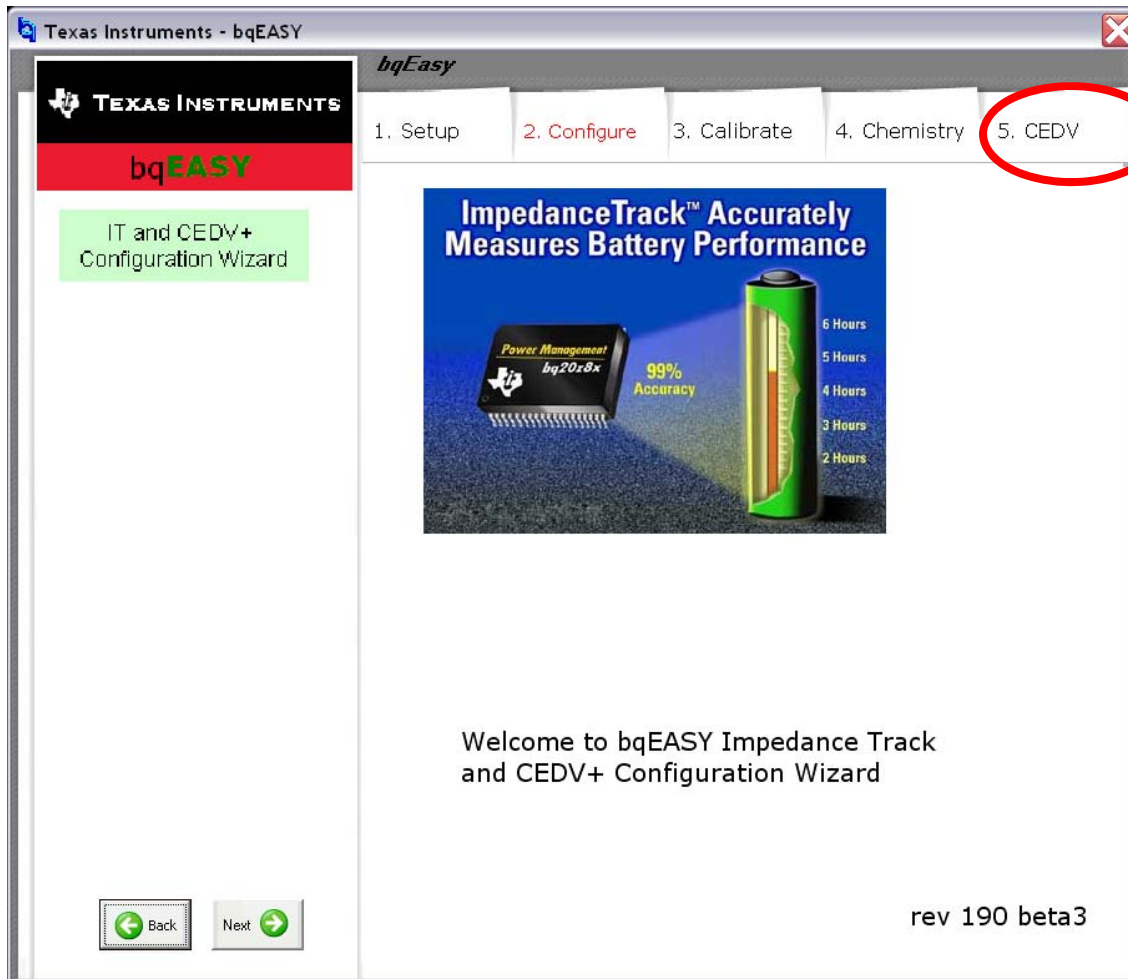 Texas Instruments - bqEASY
bqEasy
TEXAS INSTRUMENTS
bqEASY
1. Setup
2. Configure
3. Calibrate
4. Chemistry
5. CEDV
IT and CEDV+
Configuration Wizard
ImpedanceTrack™ Accurately
Measures Battery Performance
Power Management
bq20z8x
99%
Accuracy
6 Hours
5 Hours
4 Hours
3 Hours
2 Hours
Welcome to bqEASY Impedance Track
and CEDV+ Configuration Wizard
Back
Next
rev 190 beta3